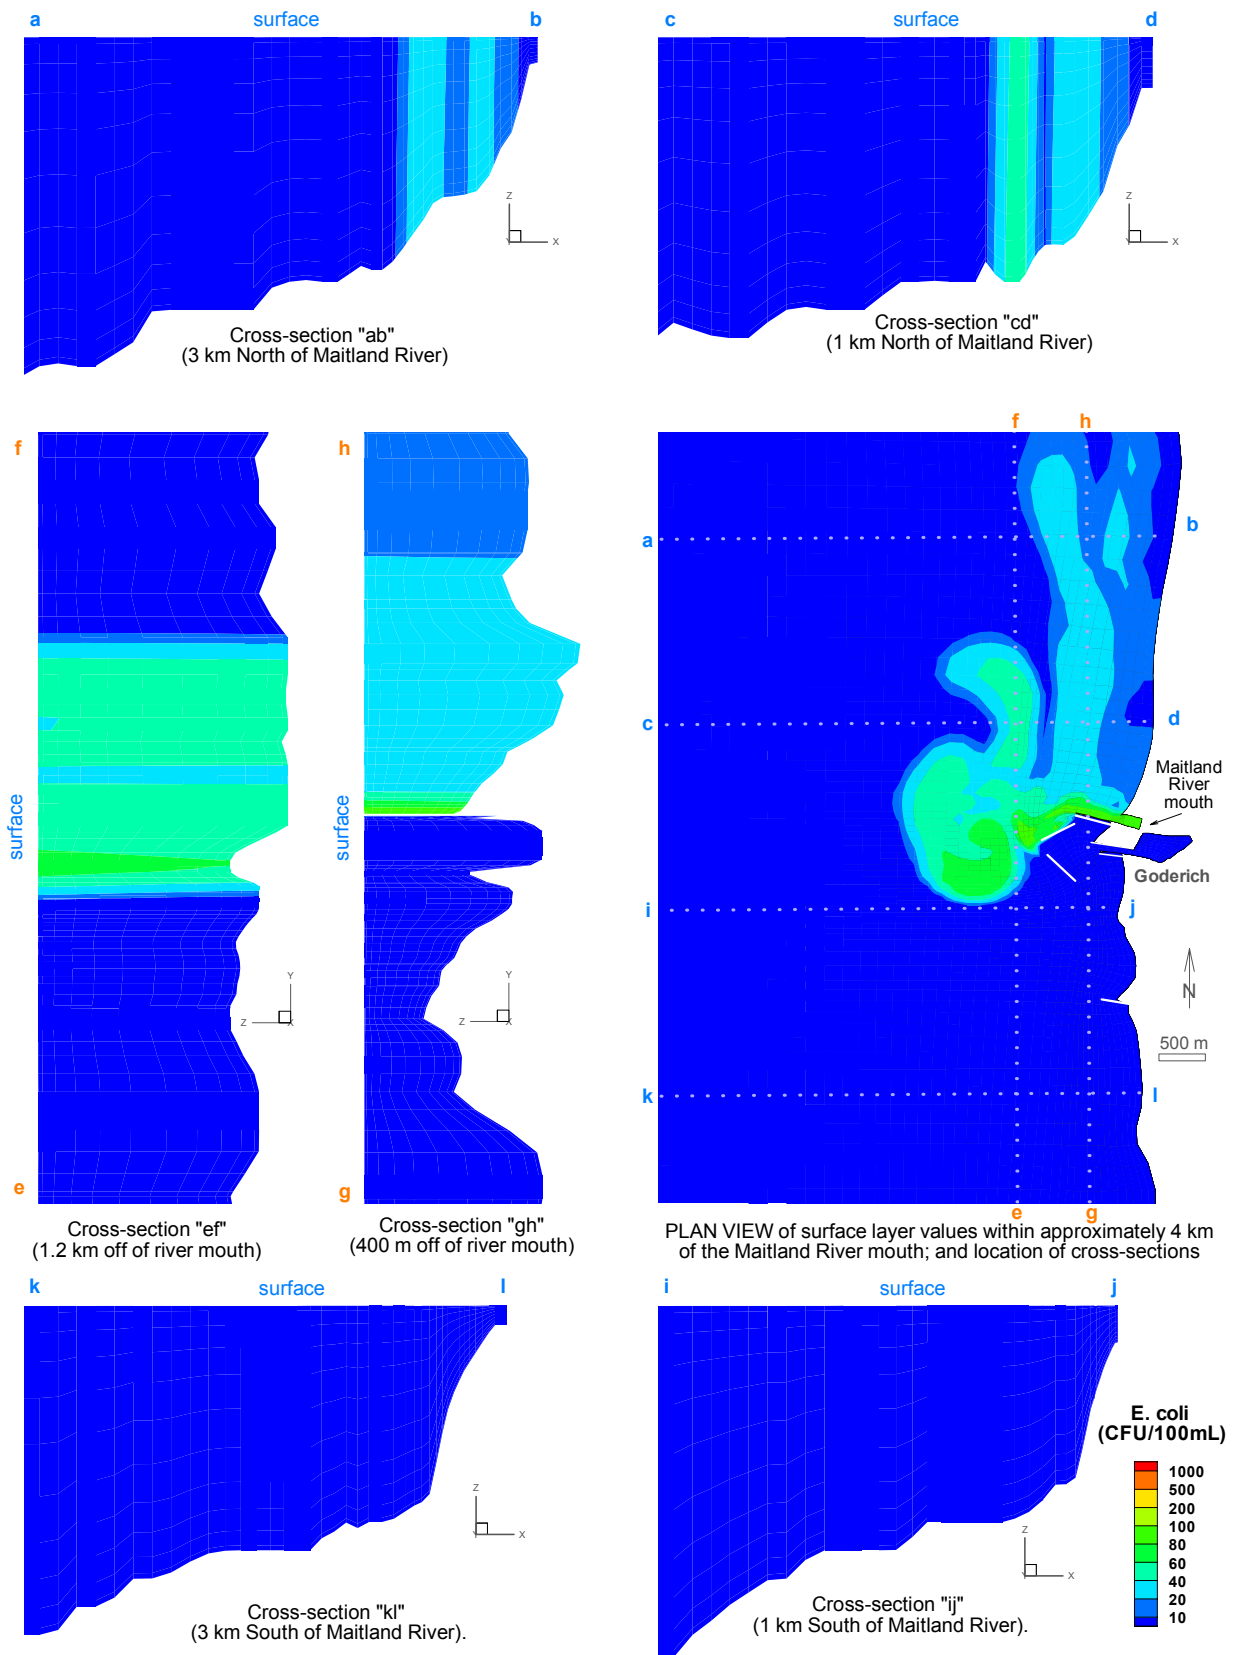 a surface b
c surface d
Z
X
Y
Z
X
Y
Cross-section "ab"
(3 km North of Maitland River)
Cross-section "cd"
(1 km North of Maitland River)
f
h
f h
surface
surface
a
b
c
d
Maitland
River
mouth
Goderich
i
j
N
500 m
k
l
Y
Z
X
Y
Z
X
e
g
e g
Cross-section "ef"
(1.2 km off of river mouth)
Cross-section "gh"
(400 m off of river mouth)
PLAN VIEW of surface layer values within approximately 4 km
of the Maitland River mouth; and location of cross-sections
k surface l
i surface j
Z
X
Y
Z
X
Y
Cross-section "kl"
(3 km South of Maitland River).
Cross-section "ij"
(1 km South of Maitland River).
E. coli
(CFU/100mL)
1000
500
200
100
80
60
40
20
10